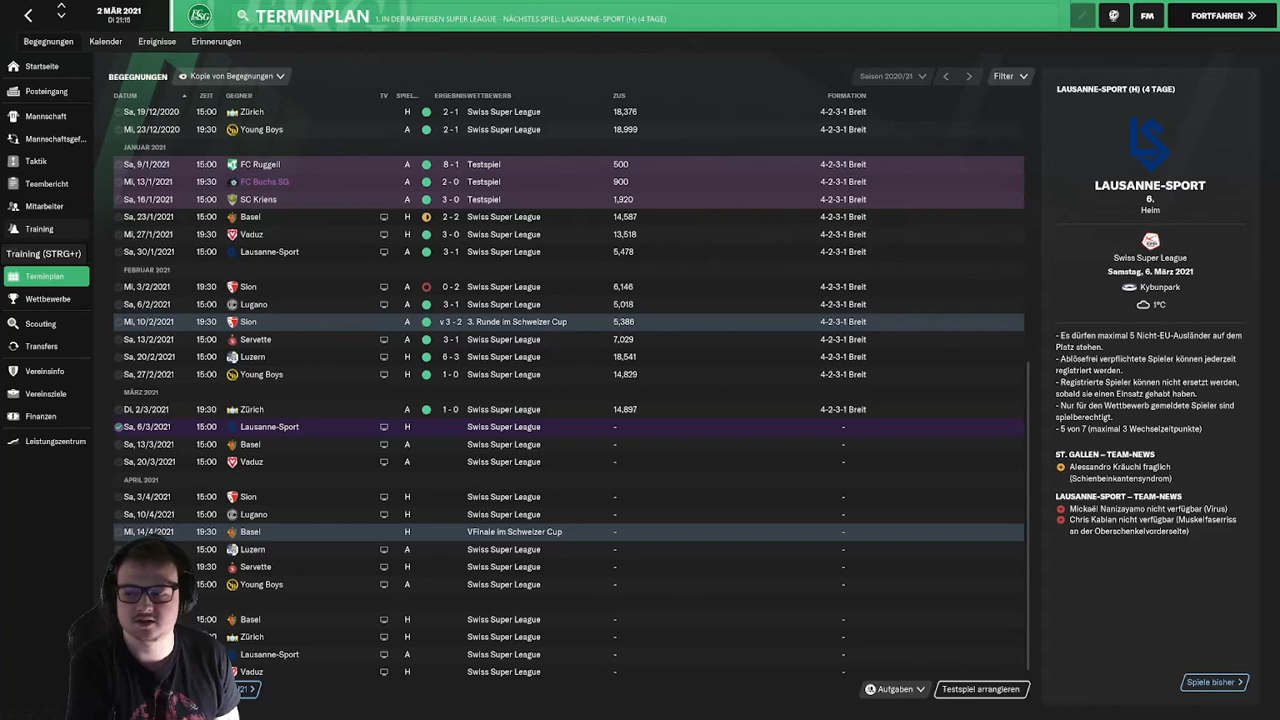 2 MÄR 2021
DI 21:15
TERMINPLAN
1. IN DER RAIFFEISEN SUPER LEAGUE - NÄCHSTES SPIEL: LAUSANNE-SPORT (H) (4 TAGE)
FM
FORTFAHREN
Begegnungen Kalender Ereignisse Erinnerungen
Startseite
Posteingang
Mannschaft
Mannschaftsgef...
Taktik
Teambericht
Mitarbeiter
Training
Training (STRG+r)
Terminplan
Wettbewerbe
Scouting
Transfers
Vereinsinfo
Vereinsziele
Finanzen
Leistungszentrum
BEGEGNUNGEN Kopie von Begegnungen Saison 2020/21 Filter
DATUM ZEIT GEGNER TV SPIEL... ERGEBNIS WETTBEWERB ZUS FORMATION
Sa, 19/12/2020 15:00 Zürich H 2 - 1 Swiss Super League 18,376 4-2-3-1 Breit
Mi, 23/12/2020 19:30 Young Boys A 2 - 1 Swiss Super League 18,999 4-2-3-1 Breit
JANUAR 2021
Sa, 9/1/2021 15:00 FC Ruggell A 8 - 1 Testspiel 500 4-2-3-1 Breit
Mi, 13/1/2021 19:30 FC Buchs SG A 2 - 0 Testspiel 900 4-2-3-1 Breit
Sa, 16/1/2021 15:00 SC Kriens A 3 - 0 Testspiel 1,920 4-2-3-1 Breit
Sa, 23/1/2021 15:00 Basel H 2 - 2 Swiss Super League 14,587 4-2-3-1 Breit
Mi, 27/1/2021 19:30 Vaduz H 3 - 0 Swiss Super League 13,518 4-2-3-1 Breit
Sa, 30/1/2021 15:00 Lausanne-Sport A 3 - 1 Swiss Super League 5,478 4-2-3-1 Breit
FEBRUAR 2021
Mi, 3/2/2021 19:30 Sion A 0 - 2 Swiss Super League 6,146 4-2-3-1 Breit
Sa, 6/2/2021 15:00 Lugano A 3 - 1 Swiss Super League 5,018 4-2-3-1 Breit
Mi, 10/2/2021 19:30 Sion A v 3 - 2 3. Runde im Schweizer Cup 5,386 4-2-3-1 Breit
Sa, 13/2/2021 15:00 Servette A 3 - 1 Swiss Super League 7,029 4-2-3-1 Breit
Sa, 20/2/2021 15:00 Luzern H 6 - 3 Swiss Super League 18,541 4-2-3-1 Breit
Sa, 27/2/2021 15:00 Young Boys H 1 - 0 Swiss Super League 14,829 4-2-3-1 Breit
MÄRZ 2021
Di, 2/3/2021 19:30 Zürich A 1 - 0 Swiss Super League 14,897 4-2-3-1 Breit
Sa, 6/3/2021 15:00 Lausanne-Sport H Swiss Super League - -
Sa, 13/3/2021 15:00 Basel A Swiss Super League - -
Sa, 20/3/2021 15:00 Vaduz A Swiss Super League - -
APRIL 2021
Sa, 3/4/2021 15:00 Sion H Swiss Super League - -
Sa, 10/4/2021 15:00 Lugano H Swiss Super League - -
Mi, 14/4/2021 19:30 Basel H VFinale im Schweizer Cup - -
15:00 Luzern A Swiss Super League - -
19:30 Servette H Swiss Super League - -
15:00 Young Boys A Swiss Super League - -
15:00 Basel H Swiss Super League - -
Zürich H Swiss Super League - -
Lausanne-Sport A Swiss Super League - -
Vaduz H Swiss Super League - -
Aufgaben Testspiel arrangieren
LAUSANNE-SPORT (H) (4 TAGE)
LAUSANNE-SPORT
6.
Heim
Swiss Super League
Samstag, 6. März 2021
Kybunpark
1°C
- Es dürfen maximal 5 Nicht-EU-Ausländer auf dem
Platz stehen.
- Ablösefrei verpflichtete Spieler können jederzeit
registriert werden.
- Registrierte Spieler können nicht ersetzt werden,
sobald sie einen Einsatz gehabt haben.
- Nur für den Wettbewerb gemeldete Spieler sind
spielberechtigt.
- 5 von 7 (maximal 3 Wechselzeitpunkte)
ST. GALLEN – TEAM-NEWS
Alessandro Kräuchi fraglich
(Schienbeinkantensyndrom)
LAUSANNE-SPORT – TEAM-NEWS
Mickaël Nanizayamo nicht verfügbar (Virus)
Chris Kablan nicht verfügbar (Muskelfaserriss
an der Oberschenkelvorderseite)
Spiele bisher